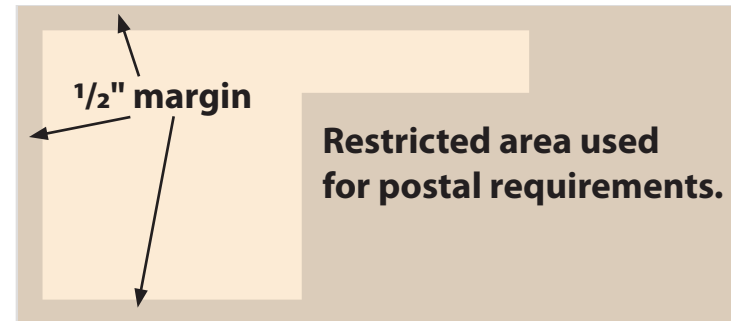 ½" margin
Restricted area used
for postal requirements.